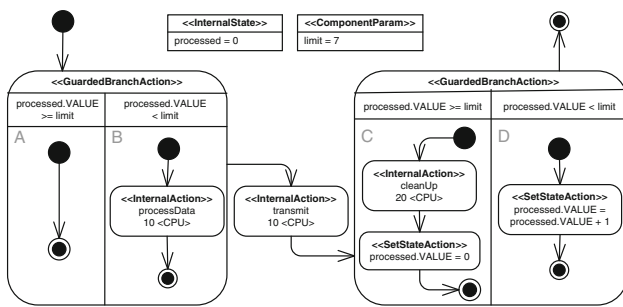 <<InternalState>>
processed = 0
<<ComponentParam>>
limit = 7
<<GuardedBranchAction>>
processed.VALUE
>= limit
processed.VALUE
< limit
A
B
<<InternalAction>>
processData
10 <CPU>
<<InternalAction>>
transmit
10 <CPU>
<<GuardedBranchAction>>
processed.VALUE >= limit
processed.VALUE < limit
C
D
<<InternalAction>>
cleanUp
20 <CPU>
<<SetStateAction>>
processed.VALUE = 0
<<SetStateAction>>
processed.VALUE =
processed.VALUE + 1